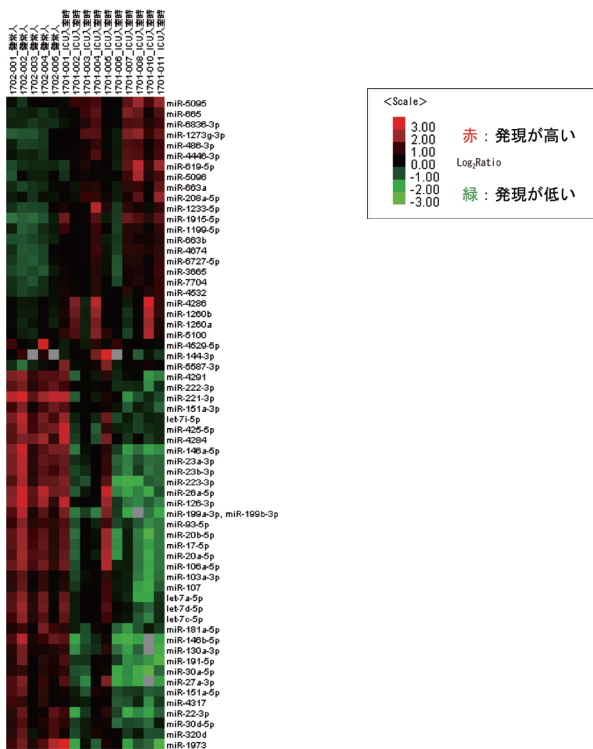 1702-001_健常人
1702-002_健常人
1702-003_健常人
1702-004_健常人
1702-005_健常人
1701-001_ICU入室時
1701-002_ICU入室時
1701-003_ICU入室時
1701-004_ICU入室時
1701-005_ICU入室時
1701-006_ICU入室時
1701-007_ICU入室時
1701-008_ICU入室時
1701-010_ICU入室時
1701-011_ICU入室時
miR-5095
miR-665
miR-6836-3p
miR-1273g-3p
miR-486-3p
miR-4446-3p
miR-619-5p
miR-5096
miR-663a
miR-208a-5p
miR-1233-5p
miR-1915-5p
miR-1199-5p
miR-663b
miR-4674
miR-6727-5p
miR-3665
miR-7704
miR-4532
miR-4286
miR-1260b
miR-1260a
miR-5100
miR-4529-5p
miR-144-3p
miR-5587-3p
miR-4291
miR-222-3p
miR-221-3p
miR-151a-3p
let-7i-5p
miR-425-5p
miR-4284
miR-146a-5p
miR-23a-3p
miR-23b-3p
miR-223-3p
miR-26a-5p
miR-126-3p
miR-199a-3p, miR-199b-3p
miR-93-5p
miR-20b-5p
miR-17-5p
miR-20a-5p
miR-106a-5p
miR-103a-3p
miR-107
let-7a-5p
let-7d-5p
let-7c-5p
miR-181a-5p
miR-146b-5p
miR-130a-3p
miR-191-5p
miR-30a-5p
miR-27a-3p
miR-151a-5p
miR-4317
miR-22-3p
miR-30d-5p
miR-320d
miR-1973
<Scale>
3.00
2.00
1.00
0.00
-1.00
-2.00
-3.00
Log₂Ratio
赤：発現が高い
緑：発現が低い